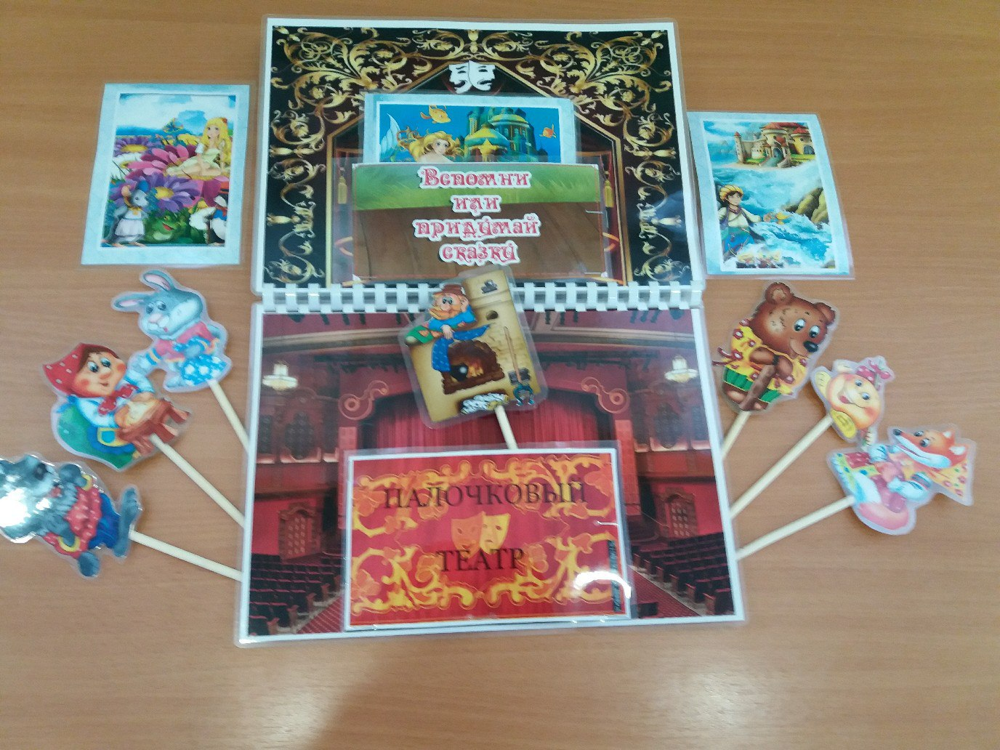 Вспомни
или
придумай
сказку
ПАЛОЧКОВЫЙ
ТЕАТР